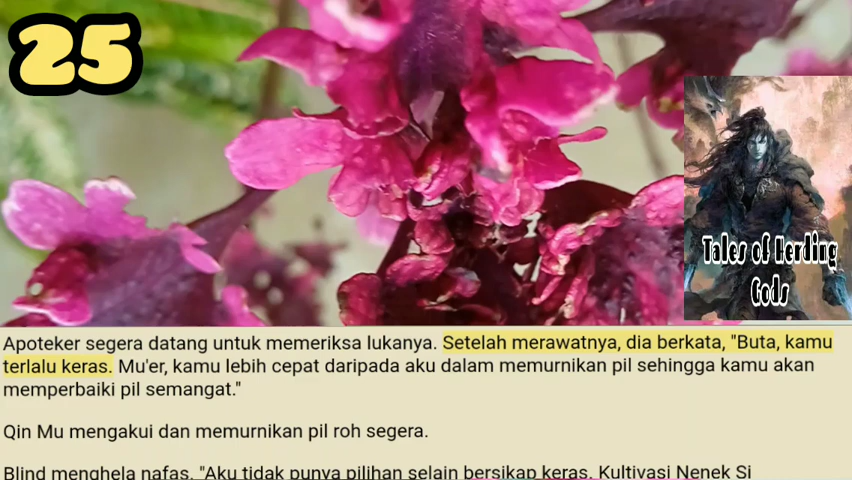 25
Tales of Herding
Gods
Apoteker segera datang untuk memeriksa lukanya. Setelah merawatnya, dia berkata, "Buta, kamu
terlalu keras. Mu'er, kamu lebih cepat daripada aku dalam memurnikan pil sehingga kamu akan
memperbaiki pil semangat."
Qin Mu mengakui dan memurnikan pil roh segera.
Blind menghela nafas. "Aku tidak punya pilihan selain bersikap keras. Kultivasi Nenek Si